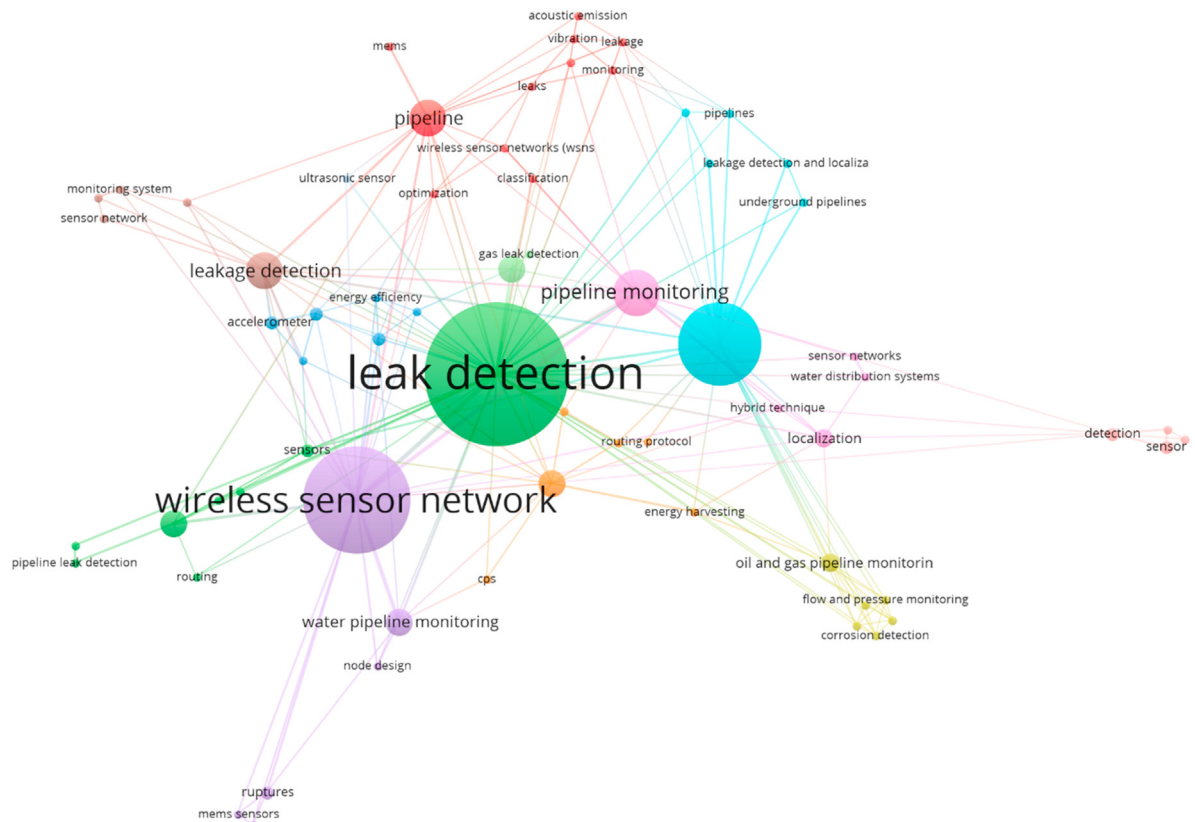 acoustic emission
vibration
leakage
mems
monitoring
leaks
pipeline
pipelines
wireless sensor networks (wsns
leakage detection and localiza
ultrasonic sensor
classification
monitoring system
optimization
underground pipelines
sensor network
gas leak detection
leakage detection
pipeline monitoring
energy efficiency
accelerometer
sensor networks
leak detection
water distribution systems
hybrid technique
detection
localization
routing protocol
sensor
sensors
wireless sensor network
energy harvesting
pipeline leak detection
oil and gas pipeline monitorin
routing
cps
flow and pressure monitoring
water pipeline monitoring
corrosion detection
node design
ruptures
mems sensors